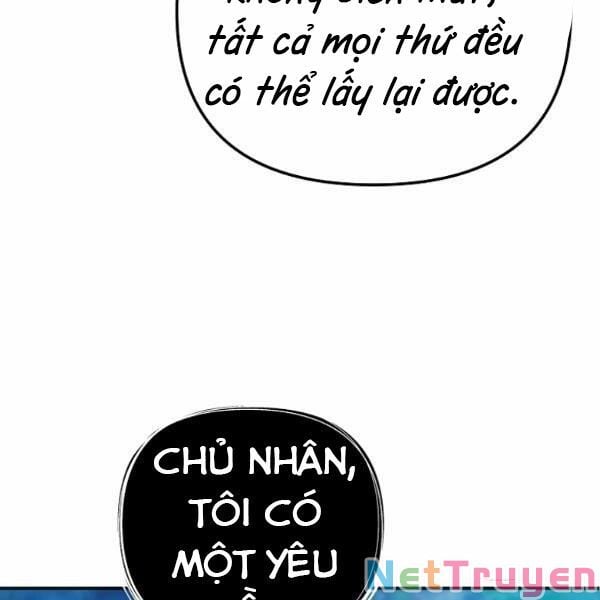 tất cả mọi thứ đều
có thể lấy lại được.
CHỦ NHÂN,
TÔI CÓ
MỘT YÊU
NetTruyen